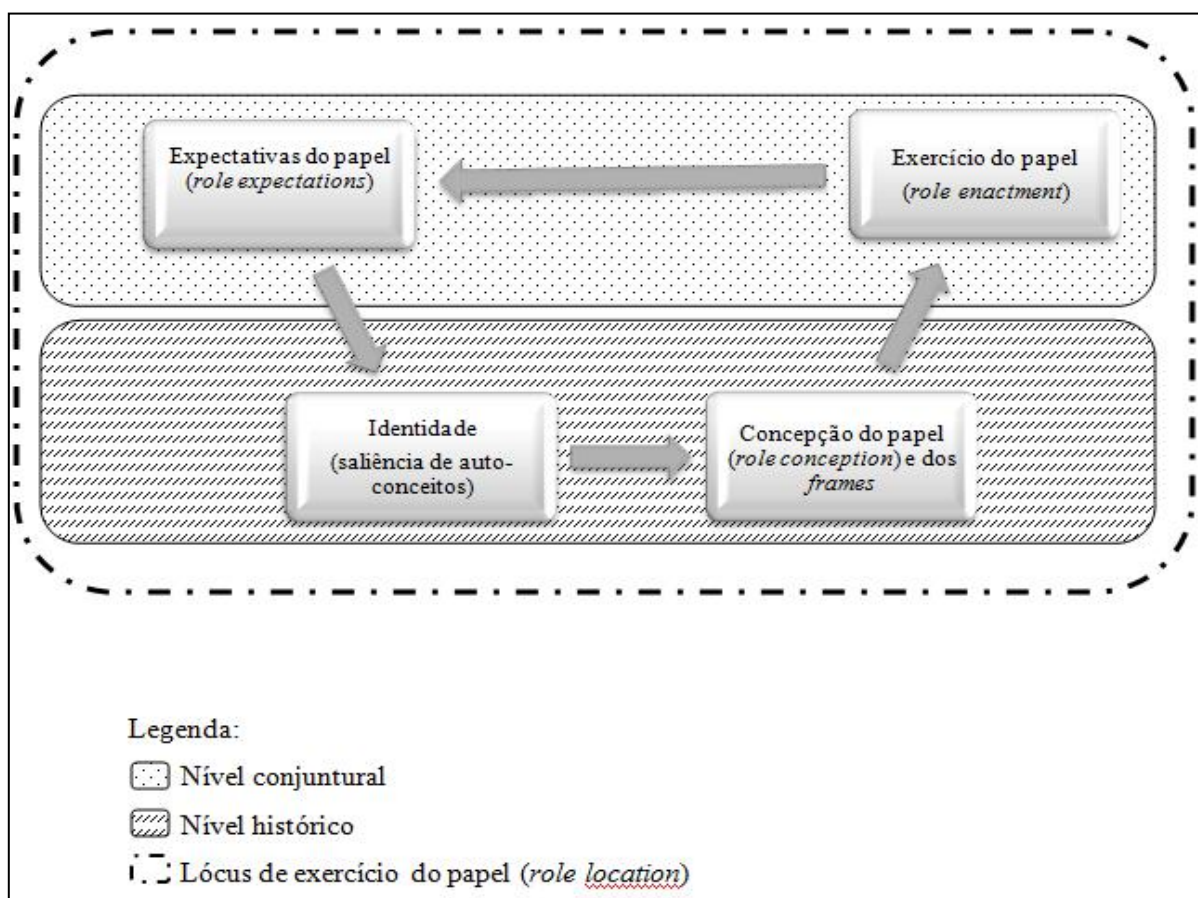 Expectativas do papel
(role expectations)
Exercício do papel
(role enactment)
Identidade
(saliência de auto-
conceitos)
Concepção do papel
(role conception) e dos
frames
Legenda:
Nível conjuntural
Nível histórico
Lócus de exercício do papel (role location)